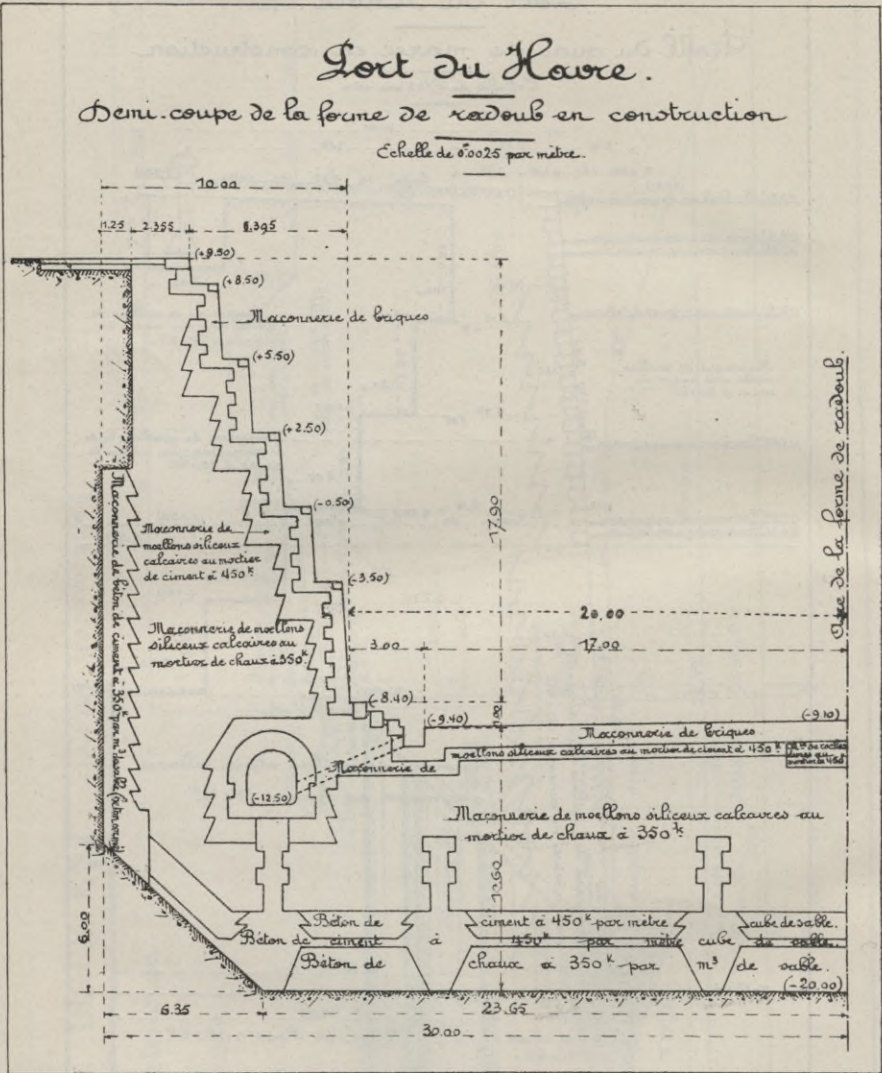 Port du Havre.
Demi-coupe de la forme de radoub en construction
Echelle de 0m0025 par mètre.
10.00
1.25 2.355 6.395
(+9.50)
(+8.50)
Maçonnerie de briques
(+5.50)
(+2.50)
(-0.50)
(-3.50)
Maçonnerie de
moellons siliceux
calcaires au mortier
de ciment à 450k
Maçonnerie de moellons
siliceux calcaires au
mortier de chaux à 350k.
Maçonnerie de béton de ciment à 350k par m3 de sable
17.90
Axe de la forme de radoub.
20.00
3.00 17.00
(-8.40)
(-9.40)
(-9.10)
Maçonnerie de briques
moellons siliceux calcaires au mortier de ciment à 450k
mortier de 450
Maçonnerie de
(-12.50)
Maçonnerie de moellons siliceux calcaires au
mortier de chaux à 350k
10.60
6.00
Béton de ciment à 450k par mètre cube de sable.
Béton de ciment à 450k par mètre cube de sable.
Béton de chaux à 350k par m3 de sable.
(-20.00)
6.35 23.65
30.00